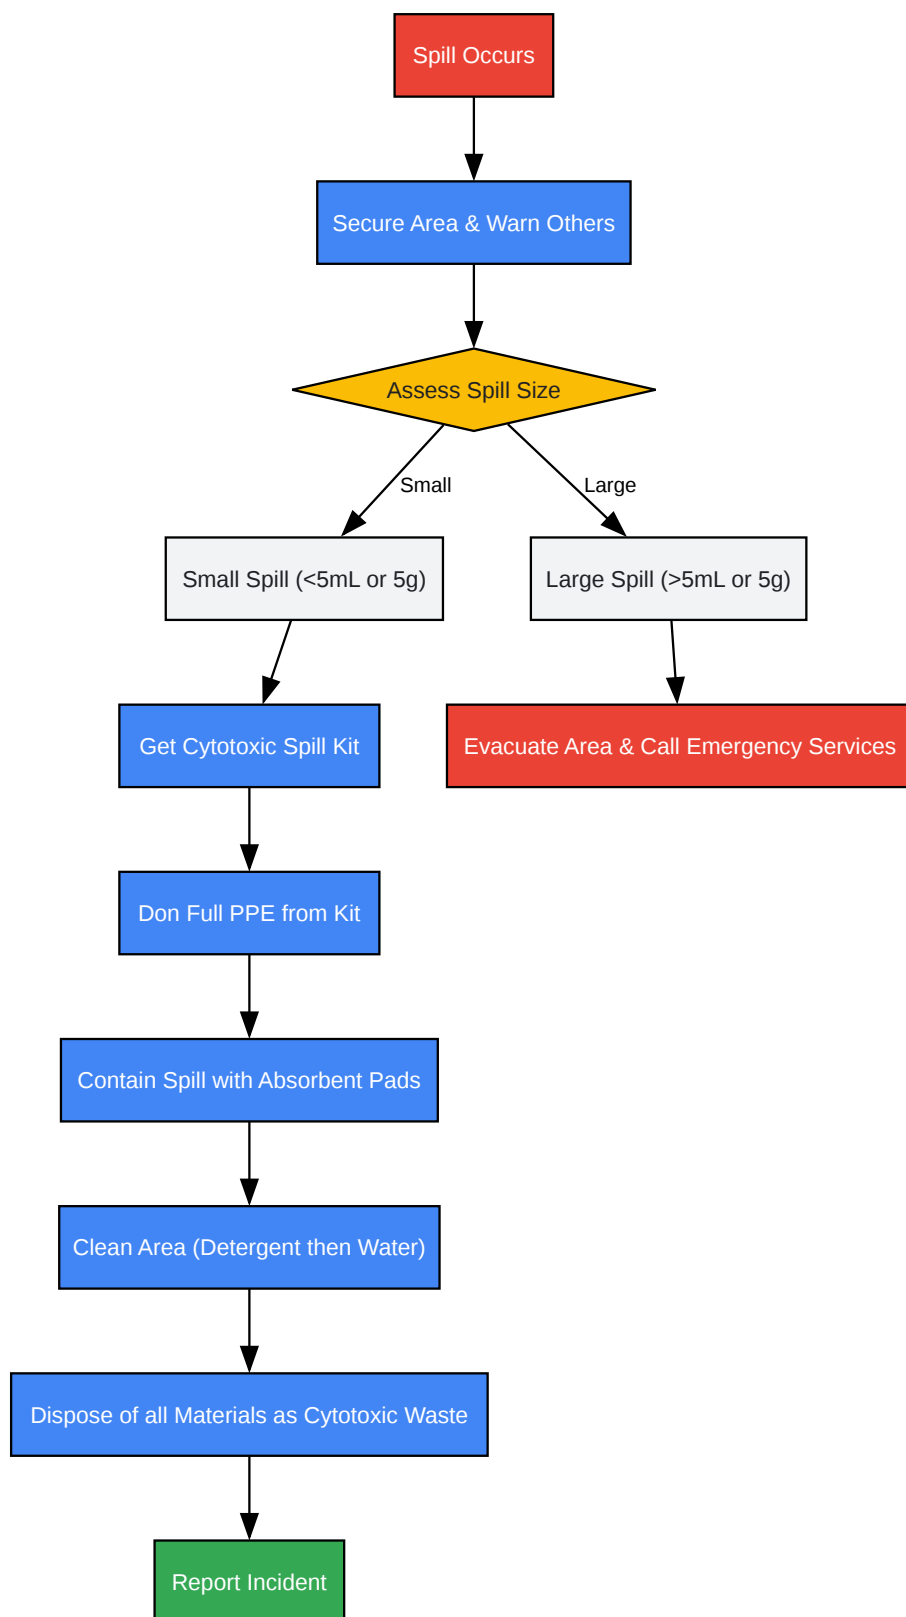 Spill Occurs
Secure Area & Warn Others
Assess Spill Size
Small
Large
Small Spill (<5mL or 5g)
Large Spill (>5mL or 5g)
Get Cytotoxic Spill Kit
Evacuate Area & Call Emergency Services
Don Full PPE from Kit
Contain Spill with Absorbent Pads
Clean Area (Detergent then Water)
Dispose of all Materials as Cytotoxic Waste
Report Incident